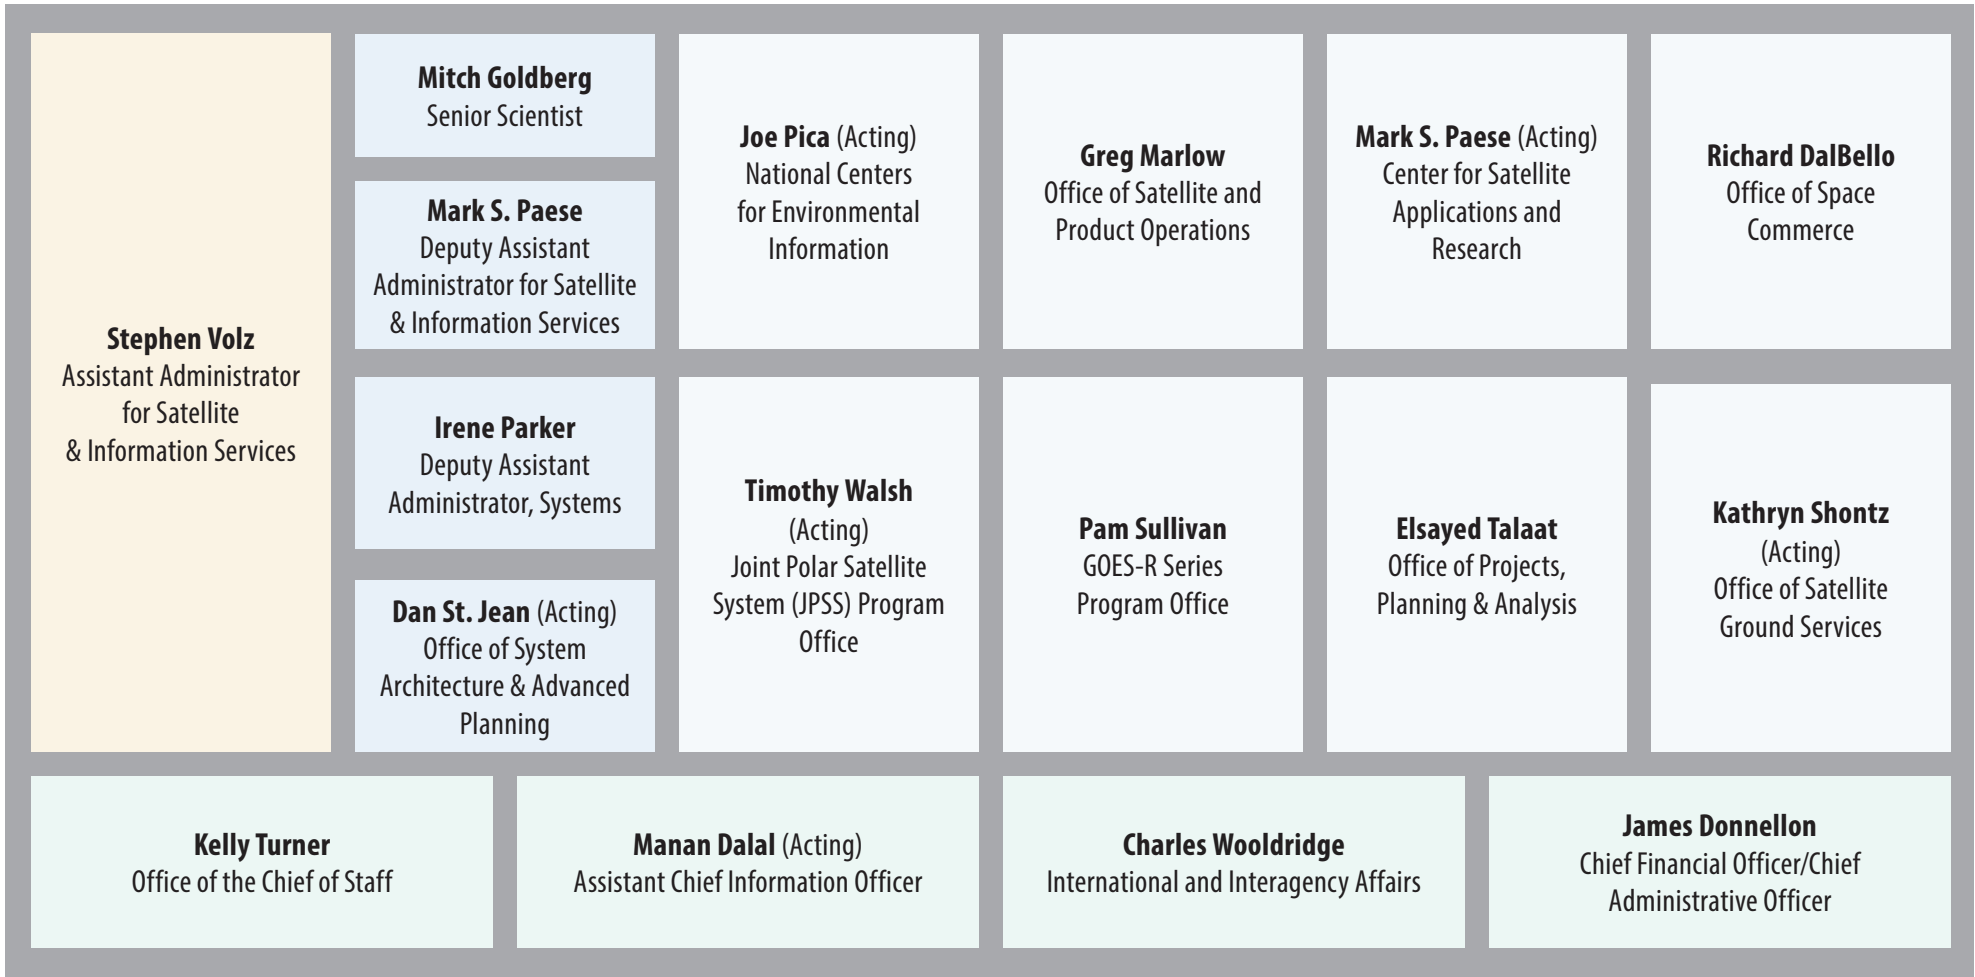 Stephen Volz
Assistant Administrator
for Satellite
& Information Services
Mitch Goldberg
Senior Scientist
Mark S. Paese
Deputy Assistant
Administrator for Satellite
& Information Services
Irene Parker
Deputy Assistant
Administrator, Systems
Dan St. Jean (Acting)
Office of System
Architecture & Advanced
Planning
Joe Pica (Acting)
National Centers
for Environmental
Information
Greg Marlow
Office of Satellite and
Product Operations
Mark S. Paese (Acting)
Center for Satellite
Applications and
Research
Richard DalBello
Office of Space
Commerce
Timothy Walsh
(Acting)
Joint Polar Satellite
System (JPSS) Program
Office
Pam Sullivan
GOES-R Series
Program Office
Elsayed Talaat
Office of Projects,
Planning & Analysis
Kathryn Shontz
(Acting)
Office of Satellite
Ground Services
Kelly Turner
Office of the Chief of Staff
Manan Dalal (Acting)
Assistant Chief Information Officer
Charles Wooldridge
International and Interagency Affairs
James Donnellon
Chief Financial Officer/Chief
Administrative Officer